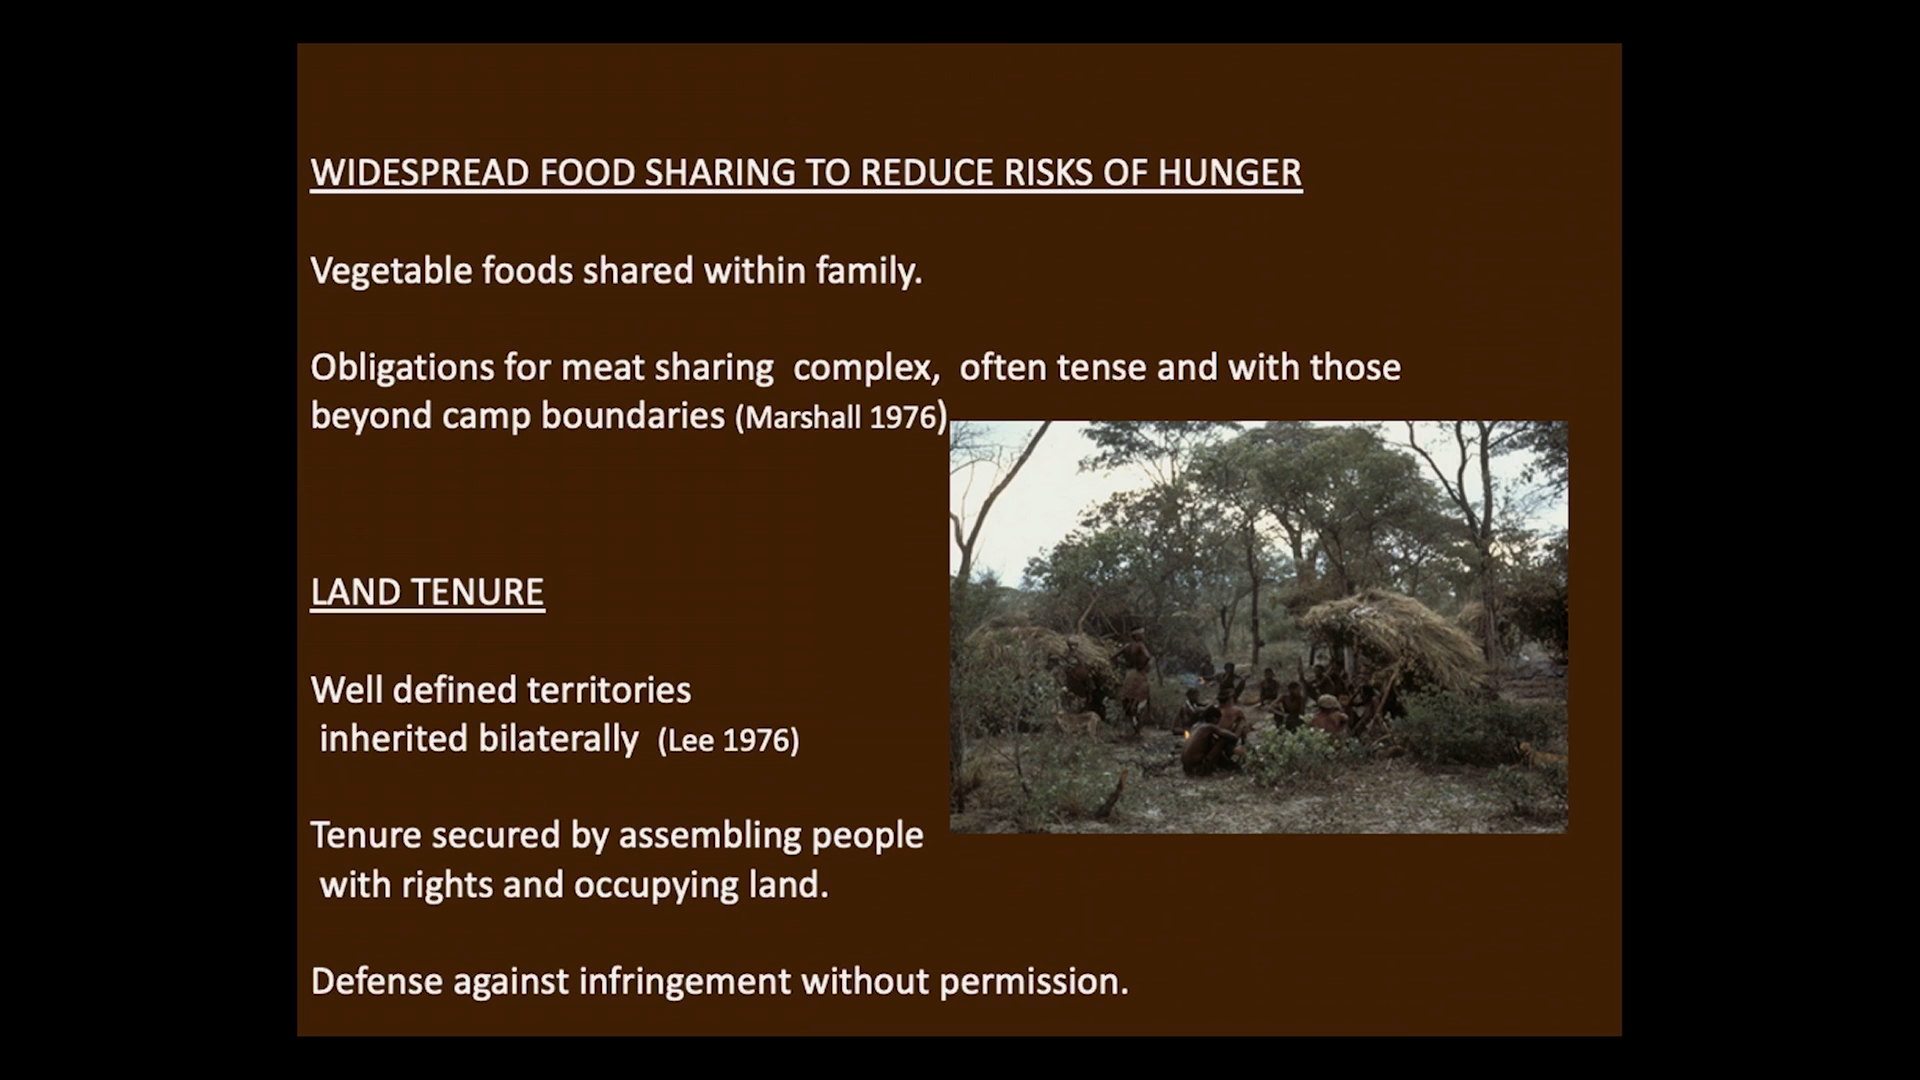 WIDESPREAD FOOD SHARING TO REDUCE RISKS OF HUNGER
Vegetable foods shared within family.
Obligations for meat sharing  complex,  often tense and with those
beyond camp boundaries (Marshall 1976)
LAND TENURE
Well defined territories
inherited bilaterally  (Lee 1976)
Tenure secured by assembling people
with rights and occupying land.
Defense against infringement without permission.